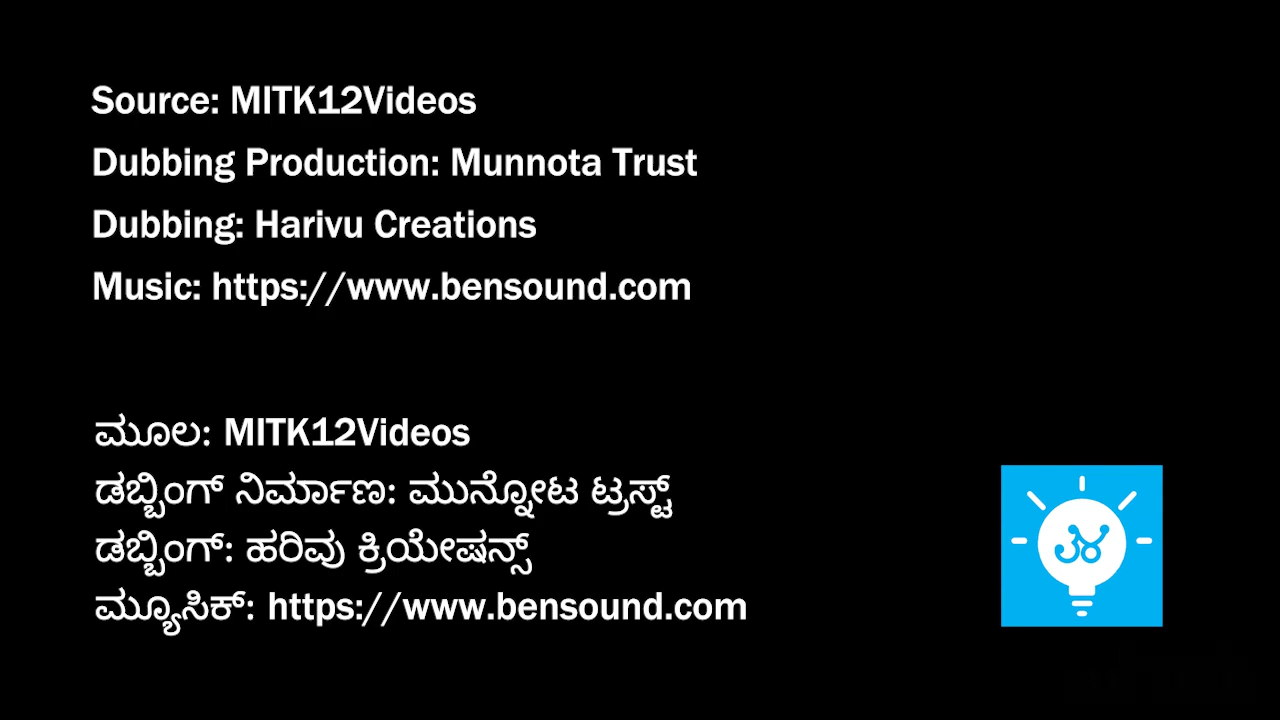 Source: MITK12Videos
Dubbing Production: Munnota Trust
Dubbing: Harivu Creations
Music: https://www.bensound.com
ಮೂಲ: MITK12Videos
ಡಬ್ಬಿಂಗ್ ನಿರ್ಮಾಣ: ಮುನ್ನೋಟ ಟ್ರಸ್ಟ್
ಡಬ್ಬಿಂಗ್: ಹರಿವು ಕ್ರಿಯೇಷನ್ಸ್
ಮ್ಯೂಸಿಕ್: https://www.bensound.com